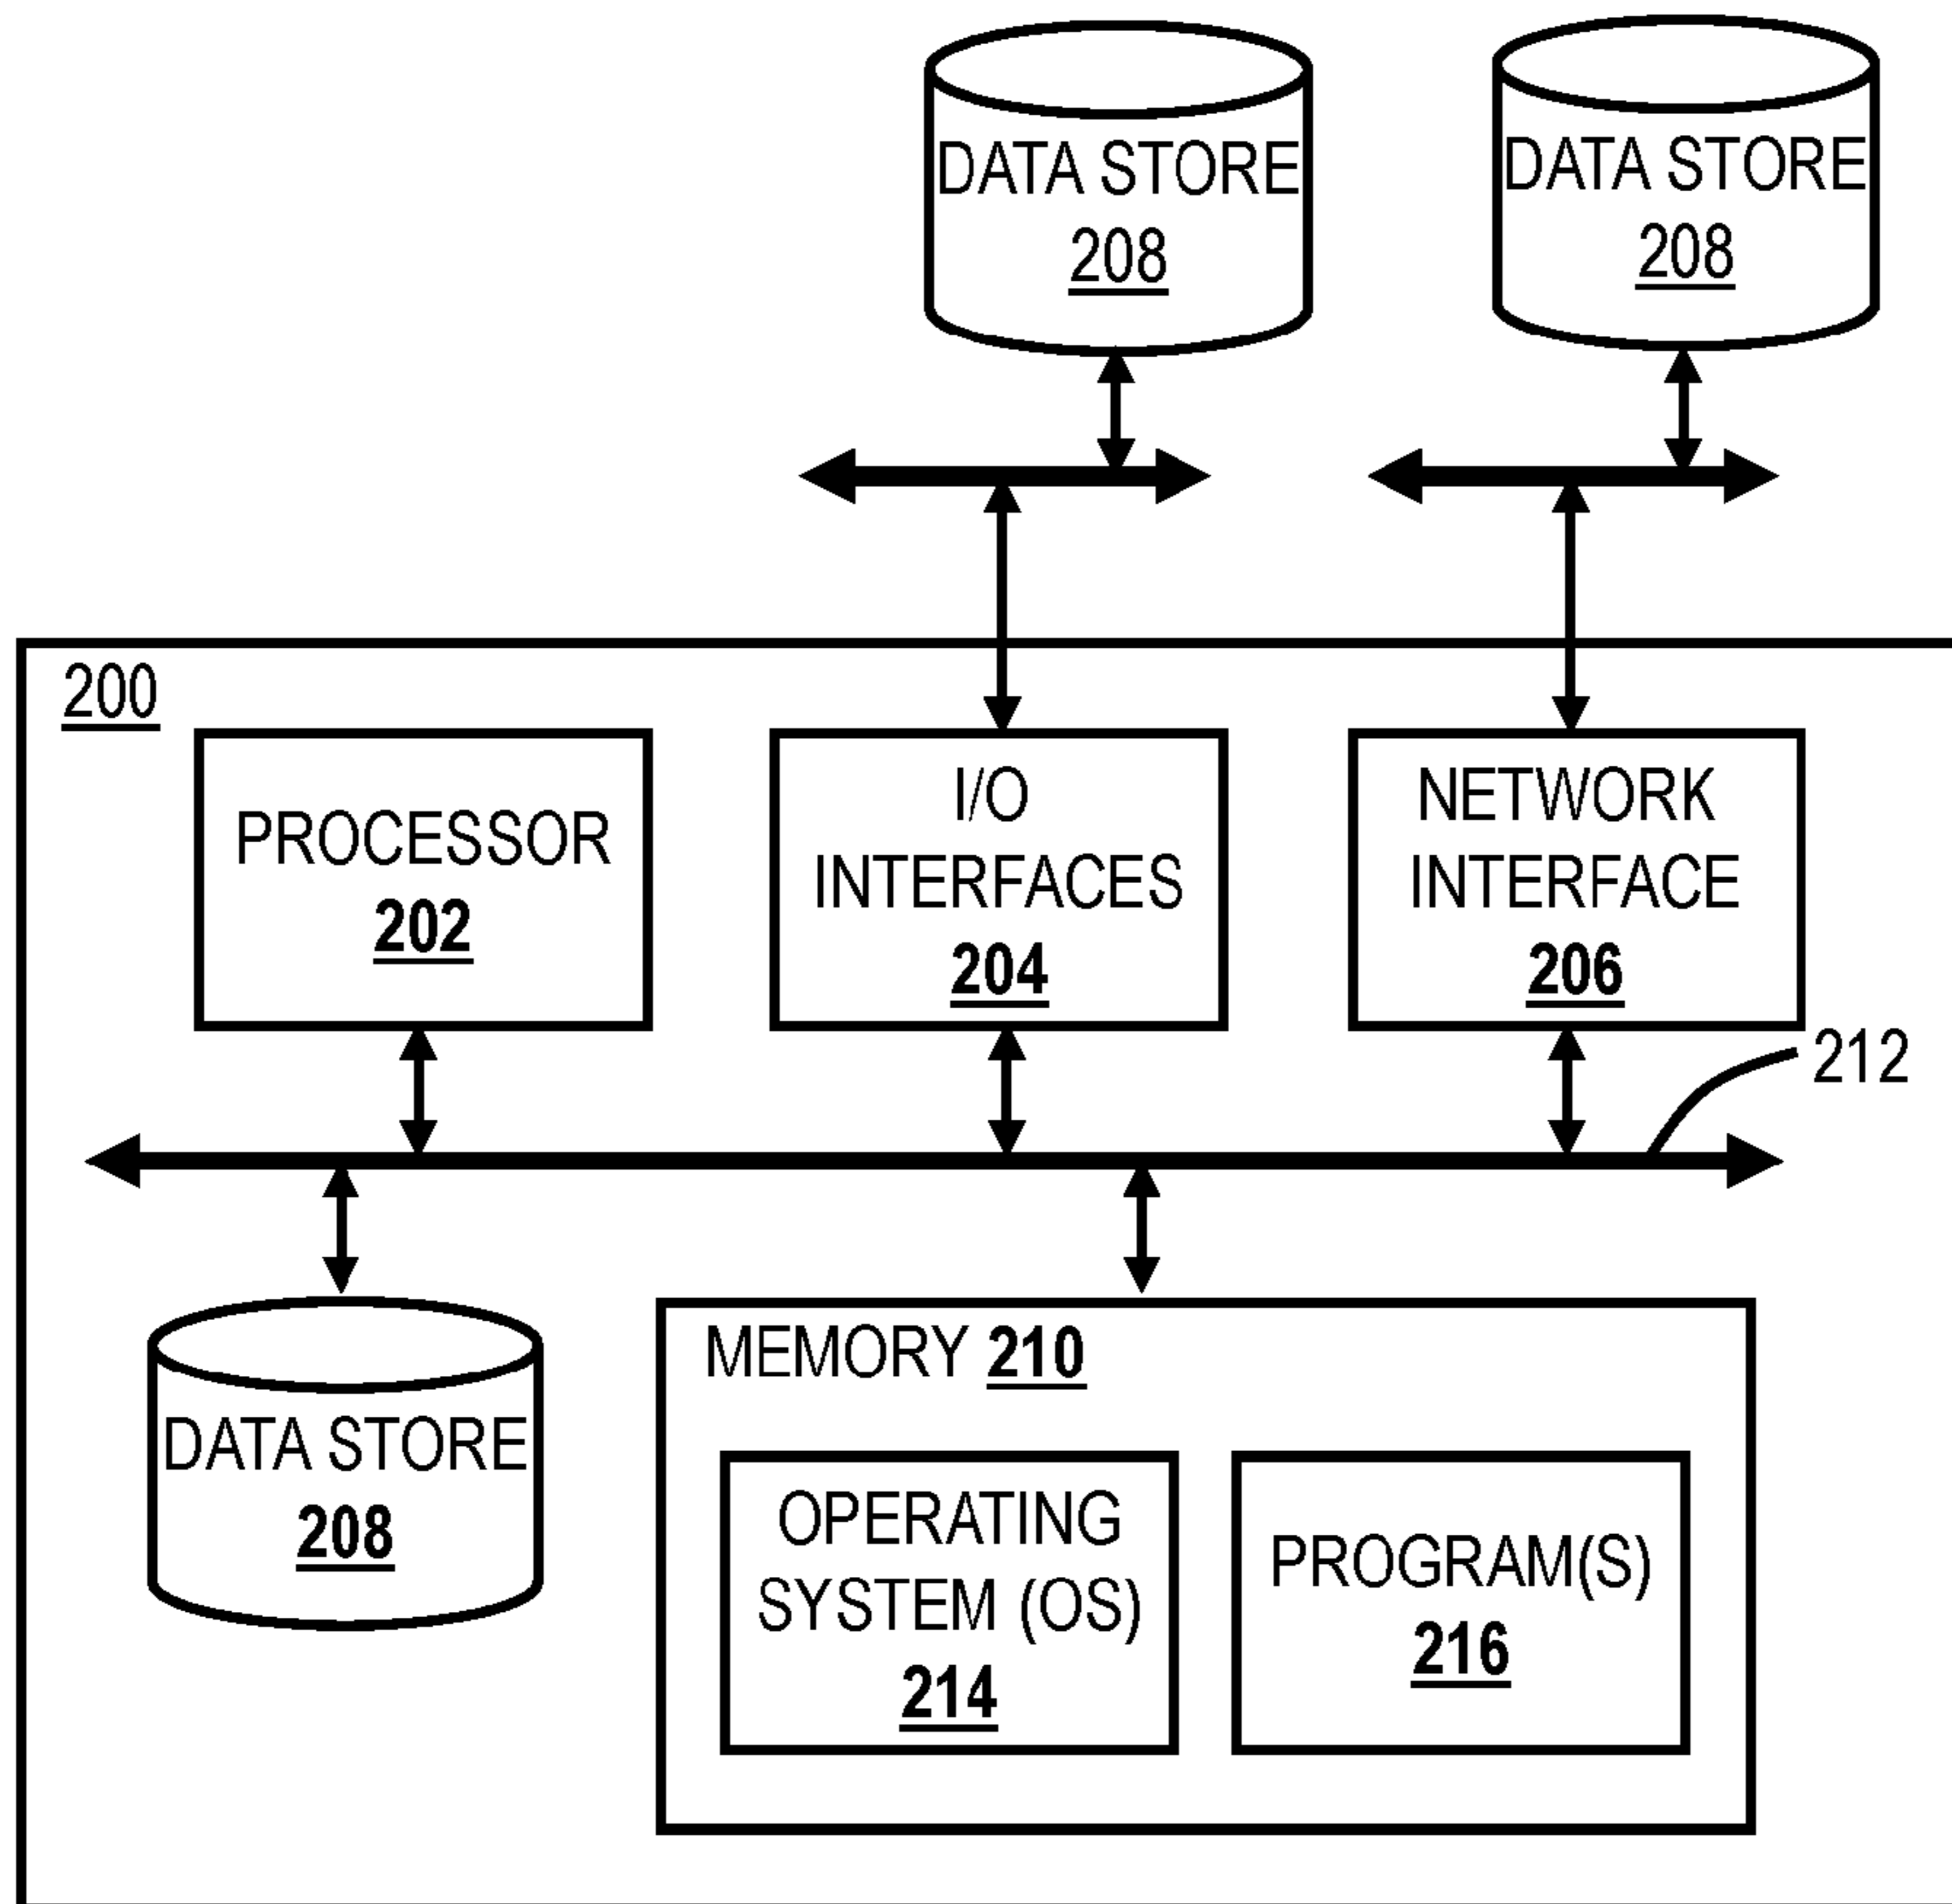 DATA STORE
208
DATA STORE
208
200
PROCESSOR
202
I/O
INTERFACES
204
NETWORK
INTERFACE
206
212
DATA STORE
208
MEMORY 210
OPERATING
SYSTEM (OS)
214
PROGRAM(S)
216